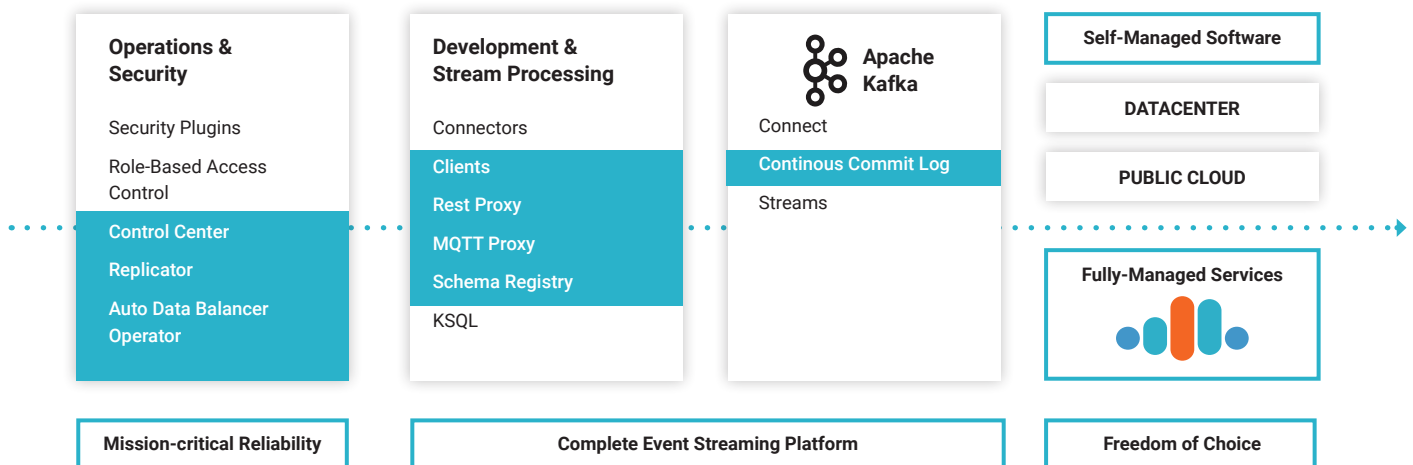 Operations &
Security
Security Plugins
Role-Based Access
Control
Control Center
Replicator
Auto Data Balancer
Operator
Development &
Stream Processing
Connectors
Clients
Rest Proxy
MQTT Proxy
Schema Registry
KSQL
Apache
Kafka
Connect
Continous Commit Log
Streams
Self-Managed Software
DATACENTER
PUBLIC CLOUD
Fully-Managed Services
Mission-critical Reliability
Complete Event Streaming Platform
Freedom of Choice